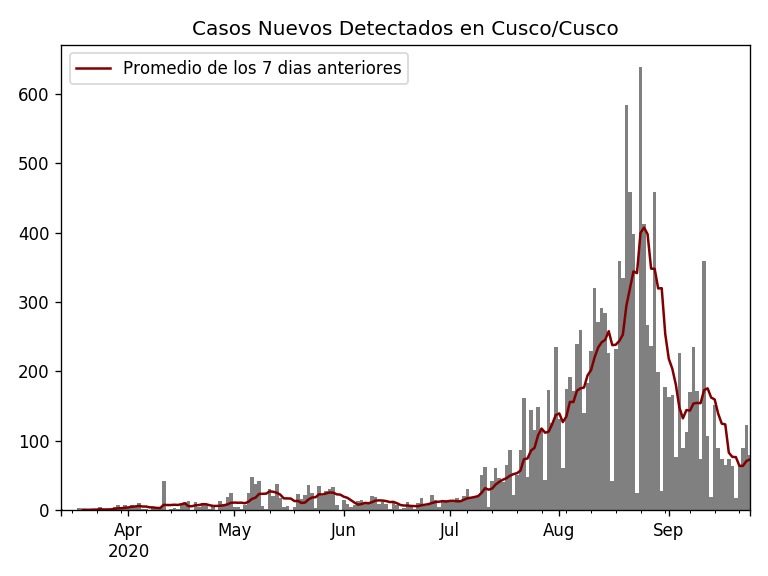 Casos Nuevos Detectados en Cusco/Cusco
Promedio de los 7 dias anteriores
600
500
400
300
200
100
0
Apr
May
Jun
Jul
Aug
Sep
2020